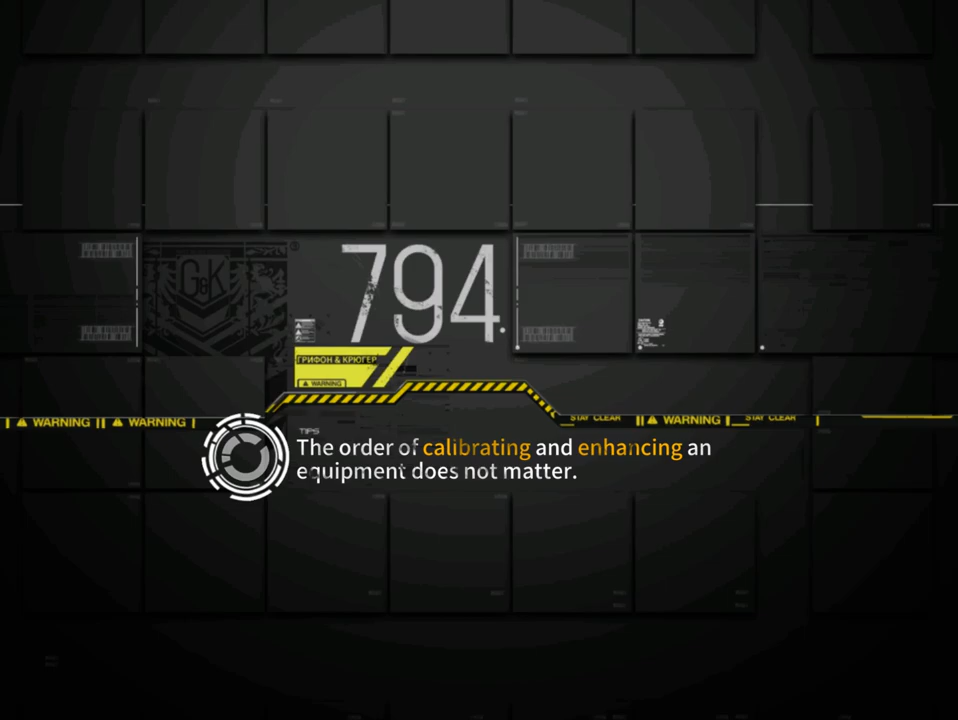 G&K
794.
ГРИФОН & КРЮГЕР
WARNING
WARNING WARNING STAY CLEAR WARNING STAY CLEAR
TIPS
The order of calibrating and enhancing an
equipment does not matter.